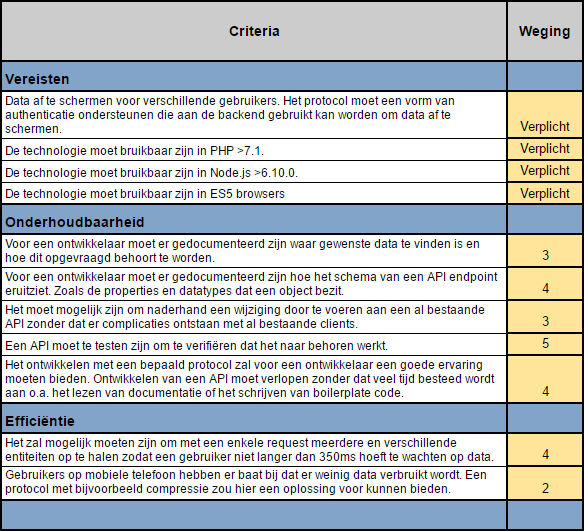 Criteria Weging
Vereisten
Data af te schermen voor verschillende gebruikers. Het protocol moet een vorm van
authenticatie ondersteunen die aan de backend gebruikt kan worden om data af te
schermen. Verplicht
De technologie moet bruikbaar zijn in PHP >7.1. Verplicht
De technologie moet bruikbaar zijn in Node.js >6.10.0. Verplicht
De technologie moet bruikbaar zijn in ES5 browsers Verplicht
Onderhoudbaarheid
Voor een ontwikkelaar moet er gedocumenteerd zijn waar gewenste data te vinden is en
hoe dit opgevraagd behoort te worden. 3
Voor een ontwikkelaar moet er gedocumenteerd zijn hoe het schema van een API endpoint
eruitziet. Zoals de properties en datatypes dat een object bezit. 4
Het moet mogelijk zijn om naderhand een wijziging door te voeren aan een al bestaande
API zonder dat er complicaties ontstaan met al bestaande clients. 3
Een API moet te testen zijn om te verifiëren dat het naar behoren werkt. 5
Het ontwikkelen met een bepaald protocol zal voor een ontwikkelaar een goede ervaring
moeten bieden. Ontwikkelen van een API moet verlopen zonder dat veel tijd besteed wordt
aan o.a. het lezen van documentatie of het schrijven van boilerplate code. 4
Efficiëntie
Het zal mogelijk moeten zijn om met een enkele request meerdere en verschillende
entiteiten op te halen zodat een gebruiker niet langer dan 350ms hoeft te wachten op data. 4
Gebruikers op mobiele telefoon hebben er baat bij dat er weinig data verbruikt wordt. Een
protocol met bijvoorbeeld compressie zou hier een oplossing voor kunnen bieden. 2